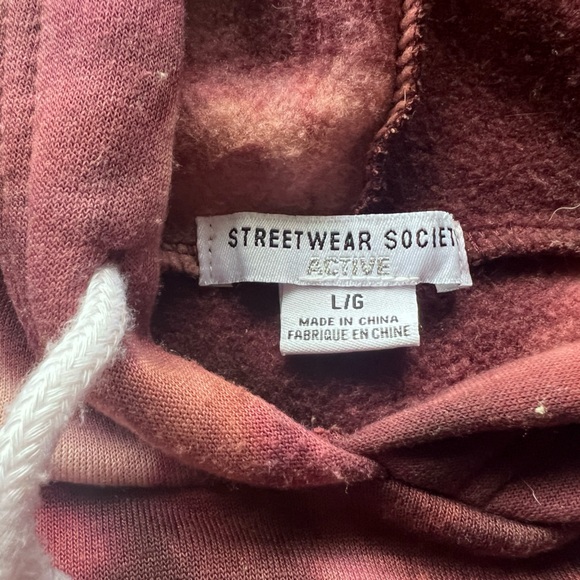 STREETWEAR SOCIET
ACTIVE
L/G
MADE IN CHINA
FABRIQUE EN CHINE